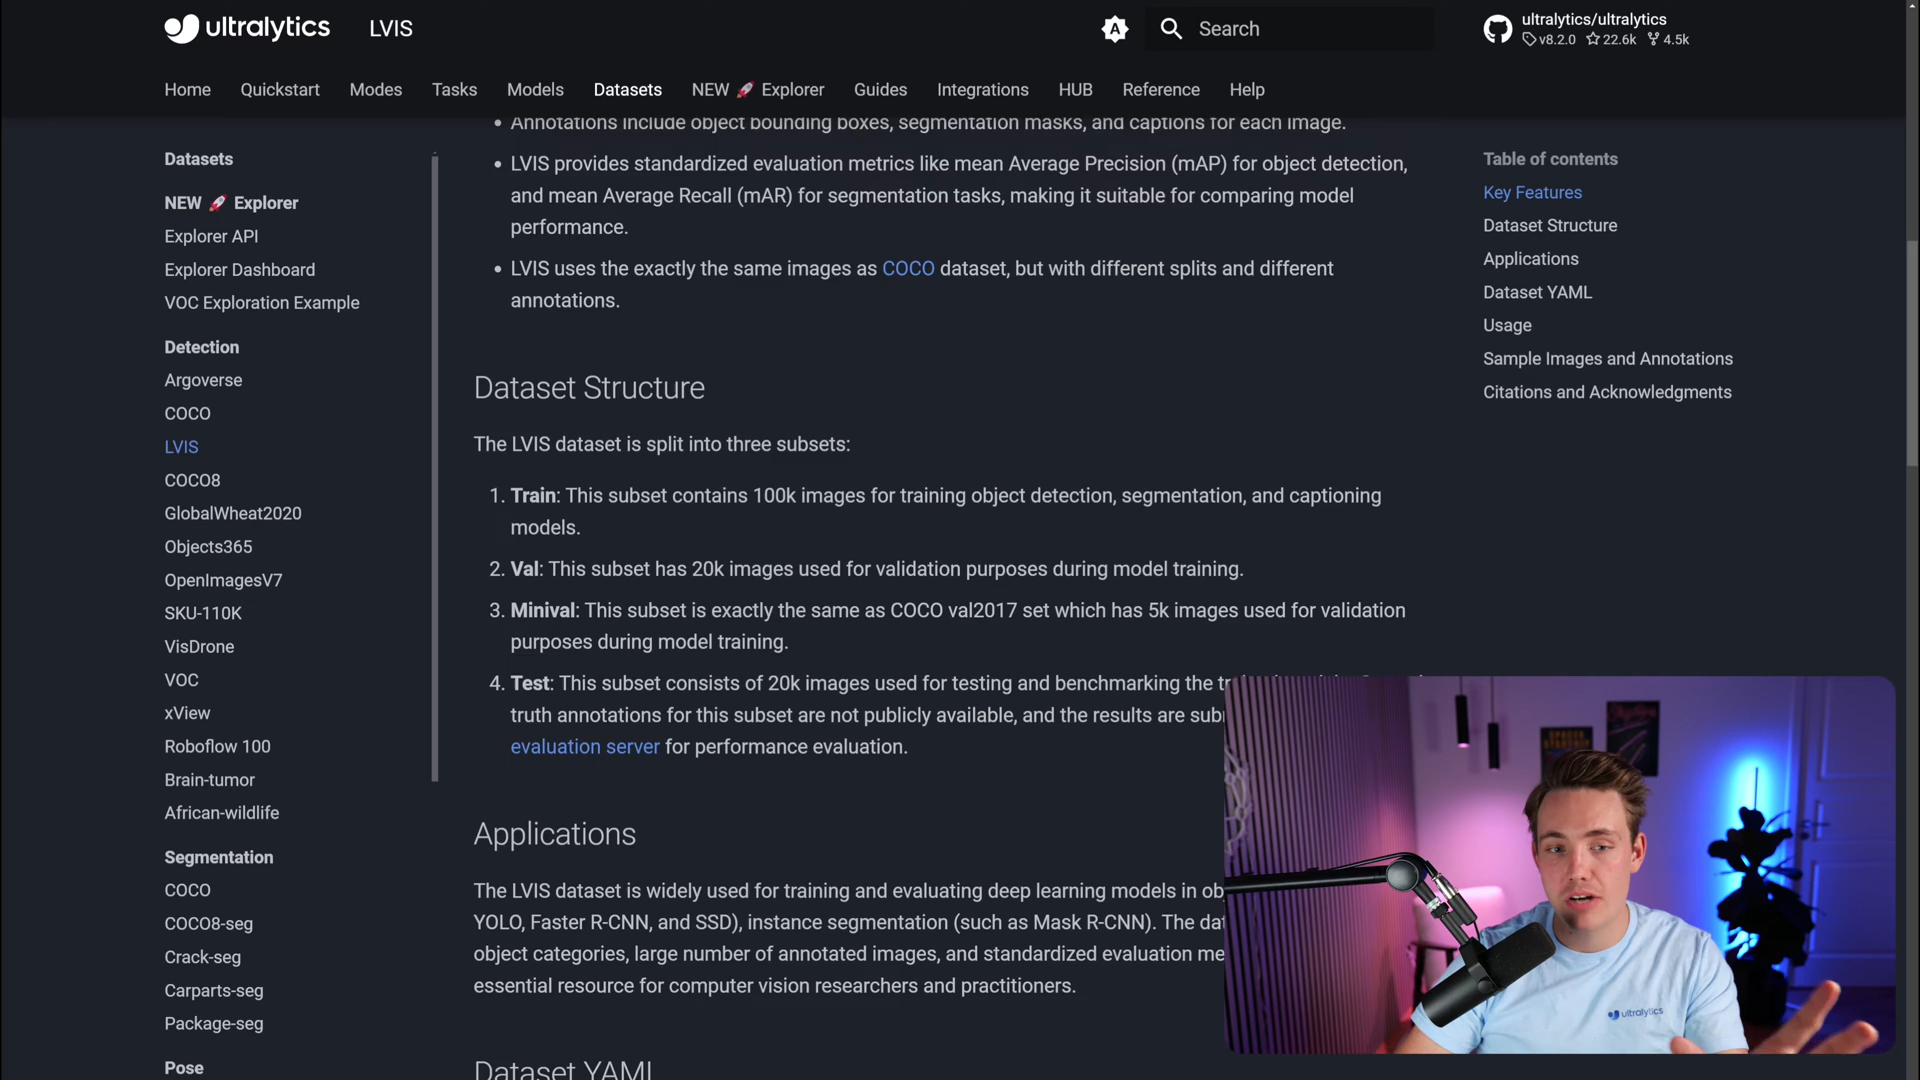 ultralytics
LVIS
A
Search
ultralytics/ultralytics
v8.2.0 22.6k 4.5k
Home Quickstart Modes Tasks Models Datasets NEW 🚀 Explorer Guides Integrations HUB Reference Help
Datasets
NEW 🚀 Explorer
Explorer API
Explorer Dashboard
VOC Exploration Example
Detection
Argoverse
COCO
LVIS
COCO8
GlobalWheat2020
Objects365
OpenImagesV7
SKU-110K
VisDrone
VOC
xView
Roboflow 100
Brain-tumor
African-wildlife
Segmentation
COCO
COCO8-seg
Crack-seg
Carparts-seg
Package-seg
Pose
• Annotations include object bounding boxes, segmentation masks, and captions for each image.
• LVIS provides standardized evaluation metrics like mean Average Precision (mAP) for object detection,
and mean Average Recall (mAR) for segmentation tasks, making it suitable for comparing model
performance.
• LVIS uses the exactly the same images as COCO dataset, but with different splits and different
annotations.
Dataset Structure
The LVIS dataset is split into three subsets:
1. Train: This subset contains 100k images for training object detection, segmentation, and captioning
models.
2. Val: This subset has 20k images used for validation purposes during model training.
3. Minival: This subset is exactly the same as COCO val2017 set which has 5k images used for validation
purposes during model training.
4. Test: This subset consists of 20k images used for testing and benchmarking the
truth annotations for this subset are not publicly available, and the results are
evaluation server for performance evaluation.
Applications
The LVIS dataset is widely used for training and evaluating deep learning models in
YOLO, Faster R-CNN, and SSD), instance segmentation (such as Mask R-CNN). The
object categories, large number of annotated images, and standardized evaluation
essential resource for computer vision researchers and practitioners.
Dataset YAML
Table of contents
Key Features
Dataset Structure
Applications
Dataset YAML
Usage
Sample Images and Annotations
Citations and Acknowledgments
ultralytics